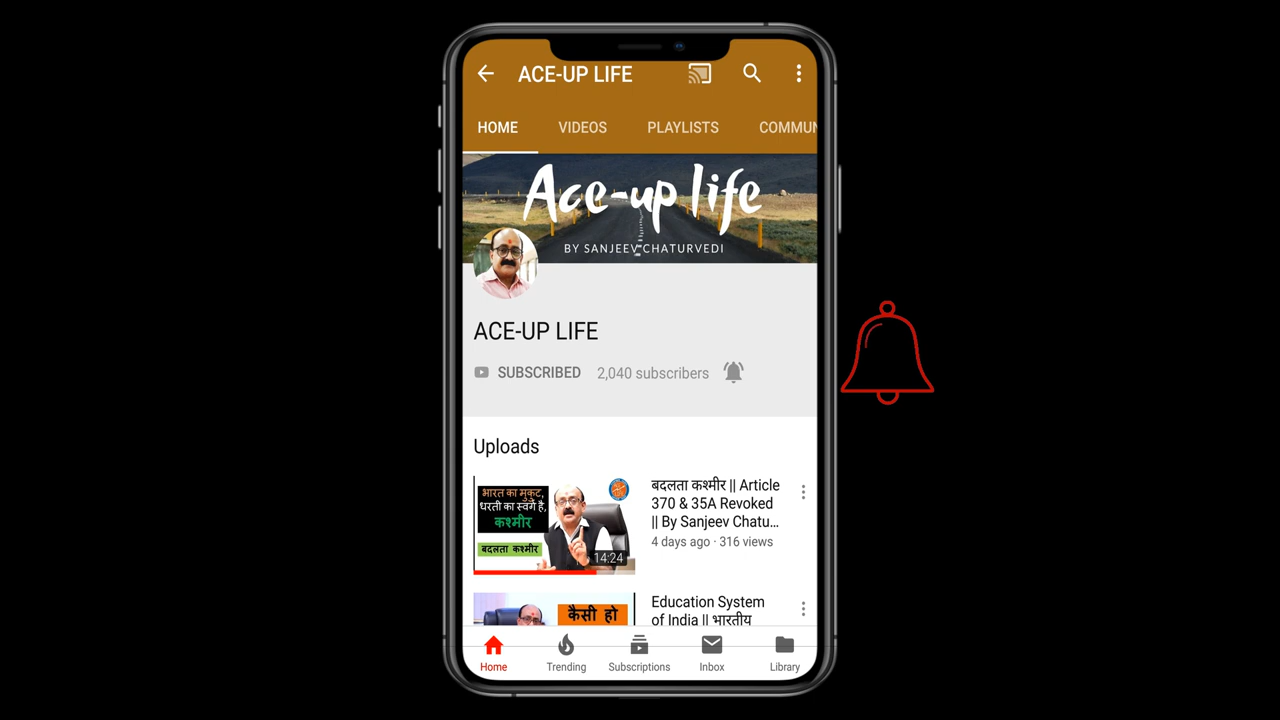 ACE-UP LIFE
HOME VIDEOS PLAYLISTS COMMUN
Ace-up life
BY SANJEEV CHATURVEDI
ACE-UP LIFE
SUBSCRIBED 2,040 subscribers
Uploads
भारत का मुकुट,
धरती का स्वर्ग है,
कश्मीर
बदलता कश्मीर
14:24
बदलता कश्मीर || Article
370 & 35A Revoked
|| By Sanjeev Chatu...
4 days ago · 316 views
कैसी हो
Education System
of India || भारतीय
Home Trending Subscriptions Inbox Library